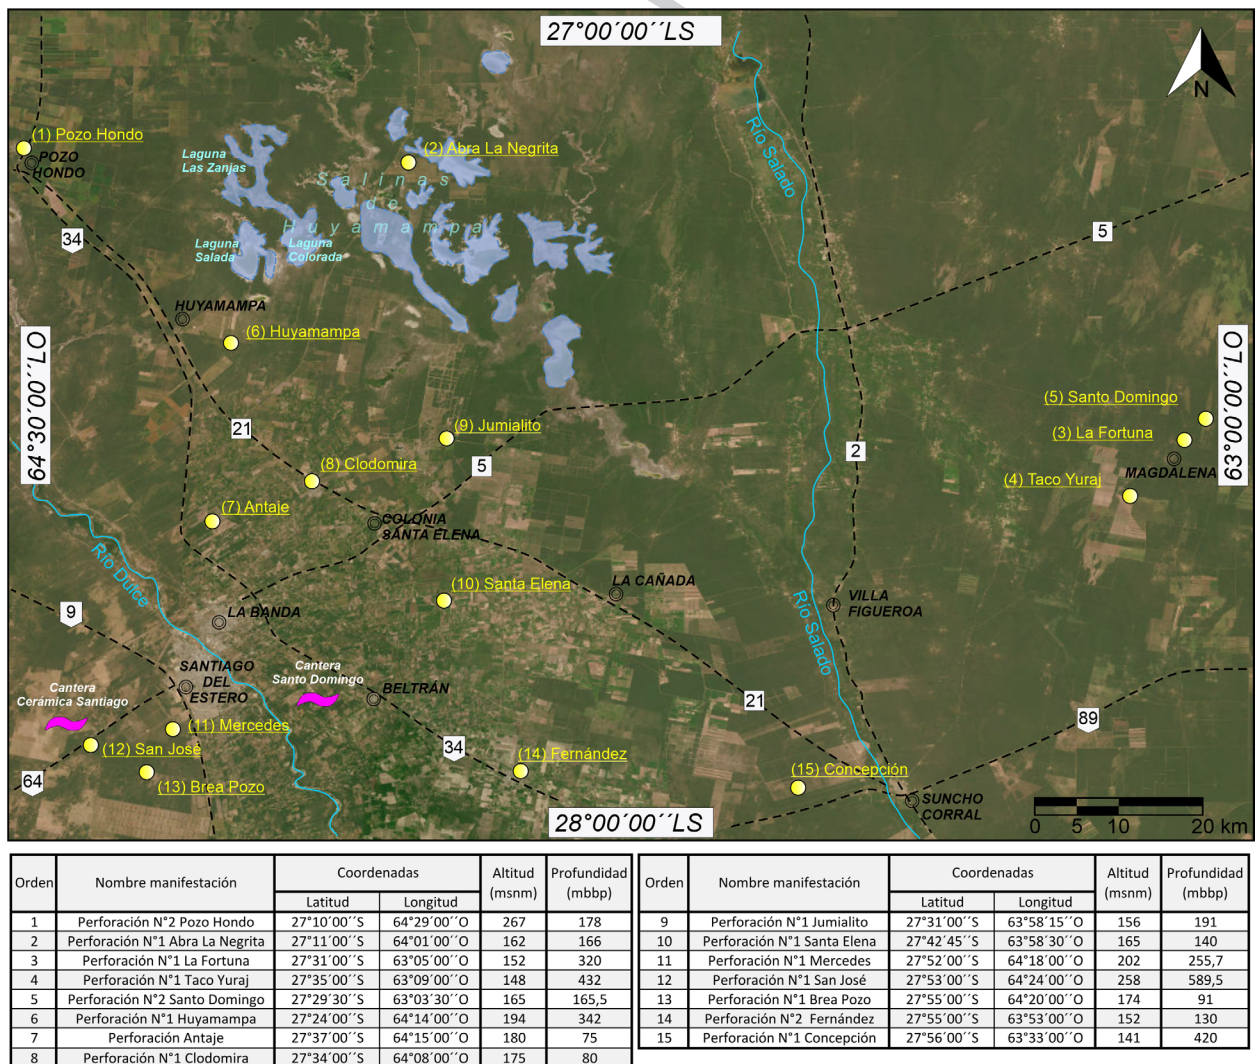 27°00´00´´LS
N
(1) Pozo Hondo
POZO
HONDO
(2) Abra La Negrita
Laguna
Las Zanjas
Salinas
de
Huyamampa
Laguna
Salada
Laguna
Colorada
Río Salado
34
5
HUYAMAMPA
(6) Huyamampa
64°30´00´´LO
63°00´00´´LO
(5) Santo Domingo
(3) La Fortuna
MAGDALENA
(4) Taco Yuraj
21
(9) Jumialito
5
2
(8) Clodomira
(7) Antaje
COLONIA
SANTA ELENA
Río Dulce
(10) Santa Elena
LA CAÑADA
VILLA
FIGUEROA
Río Salado
9
LA BANDA
SANTIAGO
DEL
ESTERO
Cantera
Santo Domingo
BELTRÁN
Cantera
Cerámica Santiago
(11) Mercedes
(12) San José
(13) Brea Pozo
64
34
(14) Fernández
21
89
(15) Concepción
SUNCHO
CORRAL
28°00´00´´LS
0 5 10 20 km
Orden Nombre manifestación Coordenadas Altitud (msnm) Profundidad (mbbp)
Latitud Longitud
1 Perforación N°2 Pozo Hondo 27°10´00´´S 64°29´00´´O 267 178
2 Perforación N°1 Abra La Negrita 27°11´00´´S 64°01´00´´O 162 166
3 Perforación N°1 La Fortuna 27°31´00´´S 63°05´00´´O 152 320
4 Perforación N°1 Taco Yuraj 27°35´00´´S 63°09´00´´O 148 432
5 Perforación N°2 Santo Domingo 27°29´30´´S 63°03´30´´O 165 165,5
6 Perforación N°1 Huyamampa 27°24´00´´S 64°14´00´´O 194 342
7 Perforación Antaje 27°37´00´´S 64°15´00´´O 180 75
8 Perforación N°1 Clodomira 27°34´00´´S 64°08´00´´O 175 80
Orden Nombre manifestación Coordenadas Altitud (msnm) Profundidad (mbbp)
Latitud Longitud
9 Perforación N°1 Jumialito 27°31´00´´S 63°58´15´´O 156 191
10 Perforación N°1 Santa Elena 27°42´45´´S 63°58´30´´O 165 140
11 Perforación N°1 Mercedes 27°52´00´´S 64°18´00´´O 202 255,7
12 Perforación N°1 San José 27°53´00´´S 64°24´00´´O 258 589,5
13 Perforación N°1 Brea Pozo 27°55´00´´S 64°20´00´´O 174 91
14 Perforación N°2 Fernández 27°55´00´´S 63°53´00´´O 152 130
15 Perforación N°1 Concepción 27°56´00´´S 63°33´00´´O 141 420